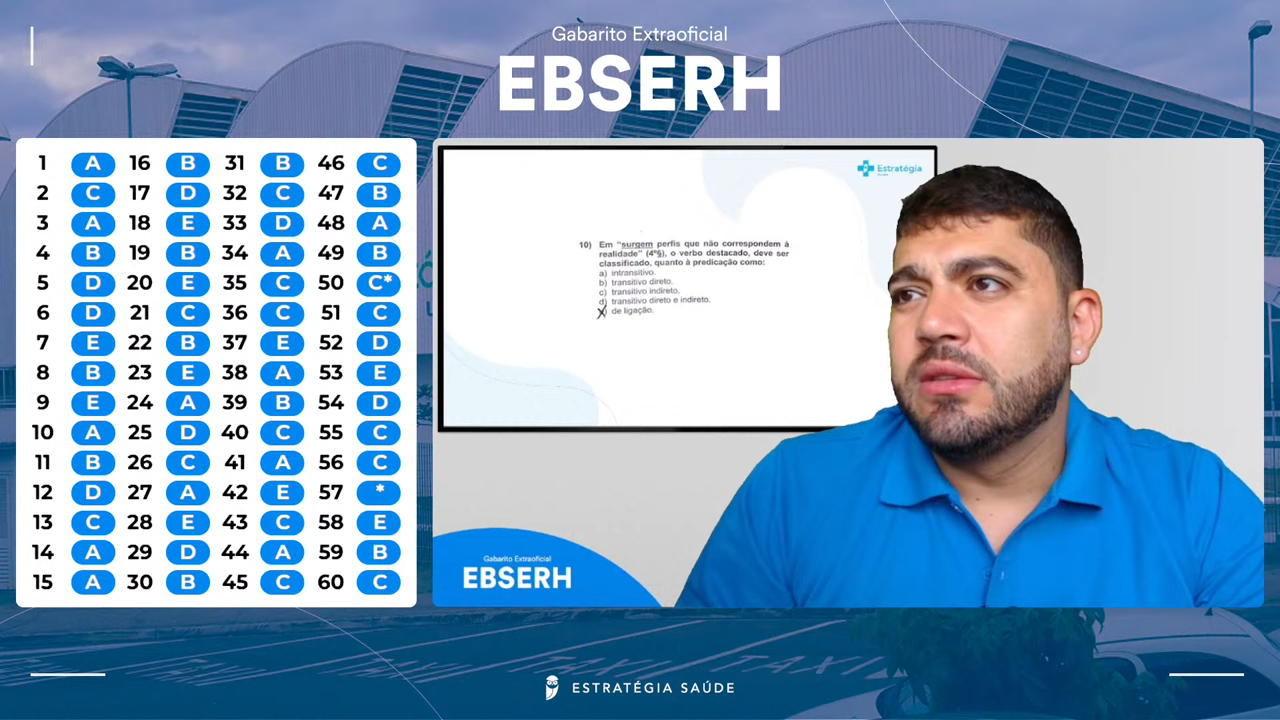 Gabarito Extraoficial
EBSERH
1 A 16 B 31 B 46 C
2 C 17 D 32 C 47 B
3 A 18 E 33 D 48 A
4 B 19 B 34 A 49 B
5 D 20 E 35 C 50 C*
6 D 21 C 36 C 51 C
7 E 22 B 37 E 52 D
8 B 23 E 38 A 53 E
9 E 24 A 39 B 54 D
10 A 25 D 40 C 55 C
11 B 26 C 41 A 56 C
12 D 27 A 42 E 57 *
13 C 28 E 43 C 58 E
14 A 29 D 44 A 59 B
15 A 30 B 45 C 60 C
Estratégia
10) Em “surgem perfis que não correspondem à
realidade” (4º§), o verbo destacado, deve ser
classificado, quanto à predicação como:
a) intransitivo.
b) transitivo direto.
c) transitivo indireto.
d) transitivo direto e indireto.
X) de ligação.
Gabarito Extraoficial
EBSERH
ESTRATÉGIA SAÚDE
TAXI